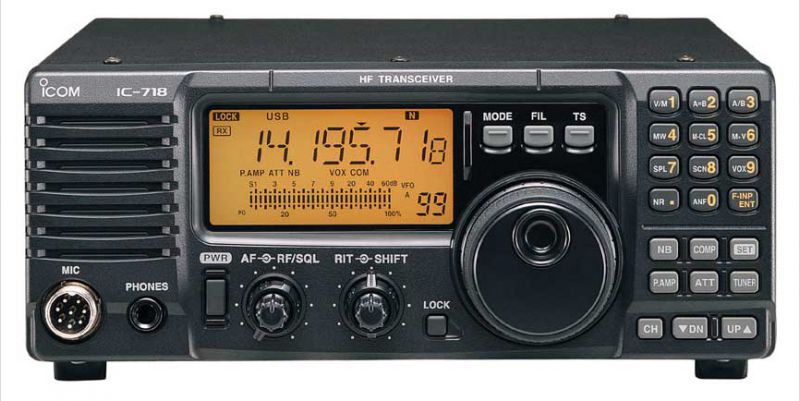 HF TRANSCEIVER
ICOM IC-718
LOCK USB N
RX
14.195.718
P.AMP ATT NB VOX COM
S1 3 5 7 9 20 40 60dB VFO
A 99
PO 20 50 100%
MODE FIL TS
V/M 1 A=B 2 A/B 3
MW 4 M-CL 5 M▸V 6
SPL 7 SCN 8 VOX 9
NR . ANF 0 F-INP ENT
NB COMP SET
P.AMP ATT TUNER
CH ▼DN UP▲
PWR AF RF/SQL RIT SHIFT
LOCK
MIC
PHONES